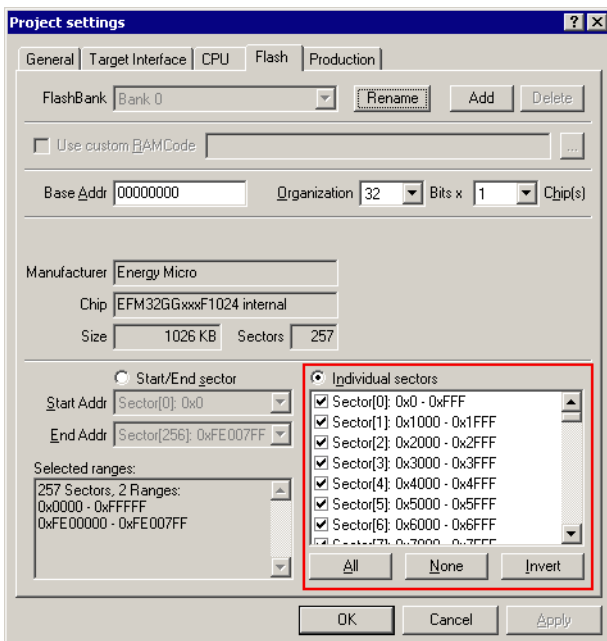 Project settings
General Target Interface CPU Flash Production
FlashBank Bank 0 Rename Add Delete
Use custom RAMCode ...
Base Addr 00000000 Organization 32 Bits x 1 Chip(s)
Manufacturer Energy Micro
Chip EFM32GGxxxF1024 internal
Size 1026 KB Sectors 257
Start/End sector
Start Addr Sector[0]: 0x0
End Addr Sector[256]: 0xFE007FF
Selected ranges:
257 Sectors, 2 Ranges:
0x0000 - 0xFFFFF
0xFE00000 - 0xFE007FF
Individual sectors
Sector[0]: 0x0 - 0xFFF
Sector[1]: 0x1000 - 0x1FFF
Sector[2]: 0x2000 - 0x2FFF
Sector[3]: 0x3000 - 0x3FFF
Sector[4]: 0x4000 - 0x4FFF
Sector[5]: 0x5000 - 0x5FFF
Sector[6]: 0x6000 - 0x6FFF
Sector[7]: 0x7000 - 0x7FFF
All None Invert
OK Cancel Apply